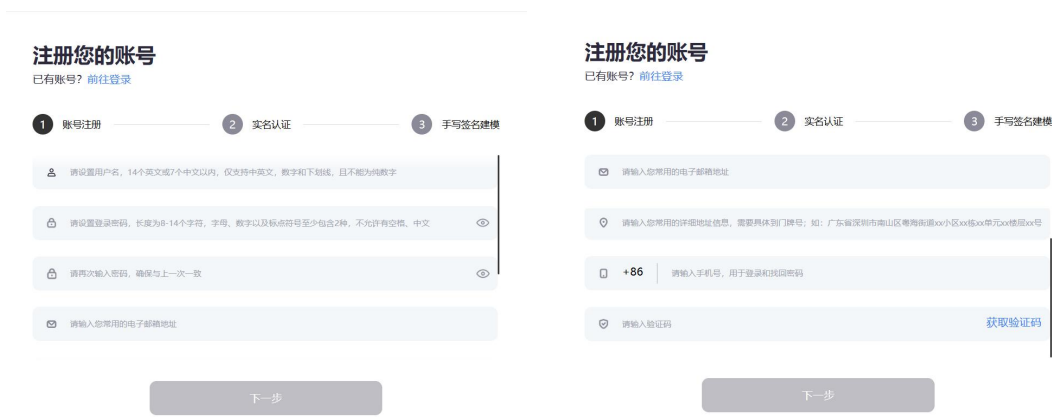 注册您的账号
已有账号？前往登录
1 账号注册 2 实名认证 3 手写签名建模
请设置用户名，14个英文或7个中文以内，仅支持中英文，数字和下划线，且不能为纯数字
请设置登录密码，长度为8-14个字符，字母、数字以及标点符号至少包含2种，不允许有空格、中文
请再次输入密码，确保与上一次一致
请输入您常用的电子邮箱地址
下一步
注册您的账号
已有账号？前往登录
1 账号注册 2 实名认证 3 手写签名建模
请输入您常用的电子邮箱地址
请输入您常用的详细地址信息，需要具体到门牌号；如：广东省深圳市南山区粤海街道xx小区xx栋xx单元xx楼层xx号
+86 请输入手机号，用于登录和找回密码
请输入验证码 获取验证码
下一步